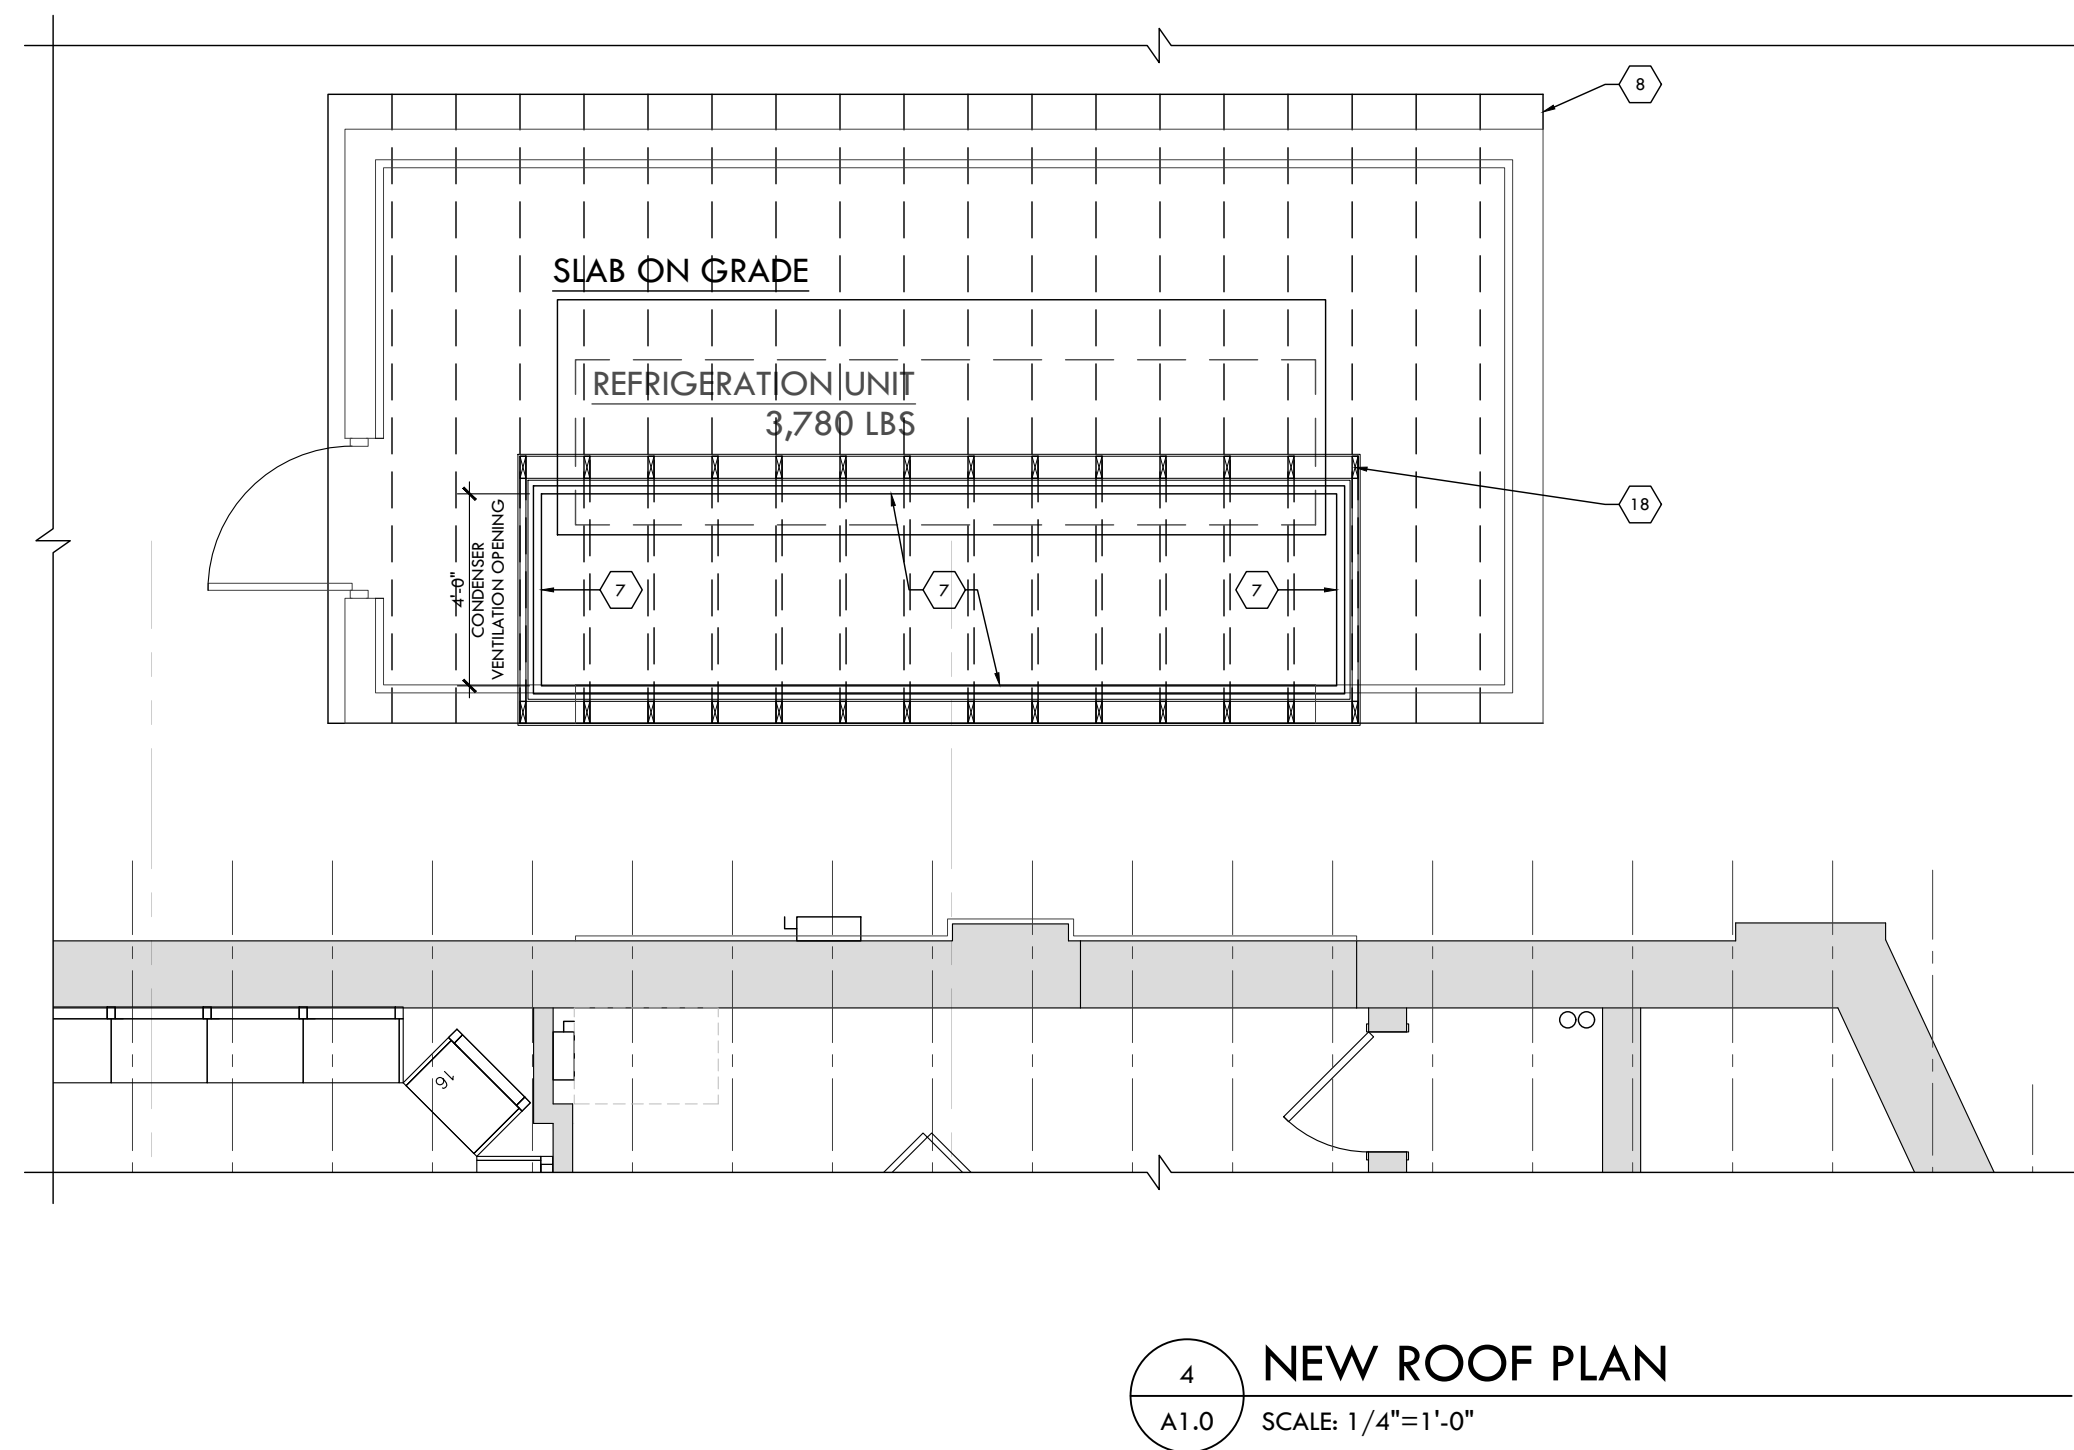 8
SLAB ON GRADE
REFRIGERATION UNIT
3,780 LBS
18
4'-0"
CONDENSER
VENTILATION OPENING
7
7
7
16
4
A1.0
NEW ROOF PLAN
SCALE: 1/4"=1'-0"